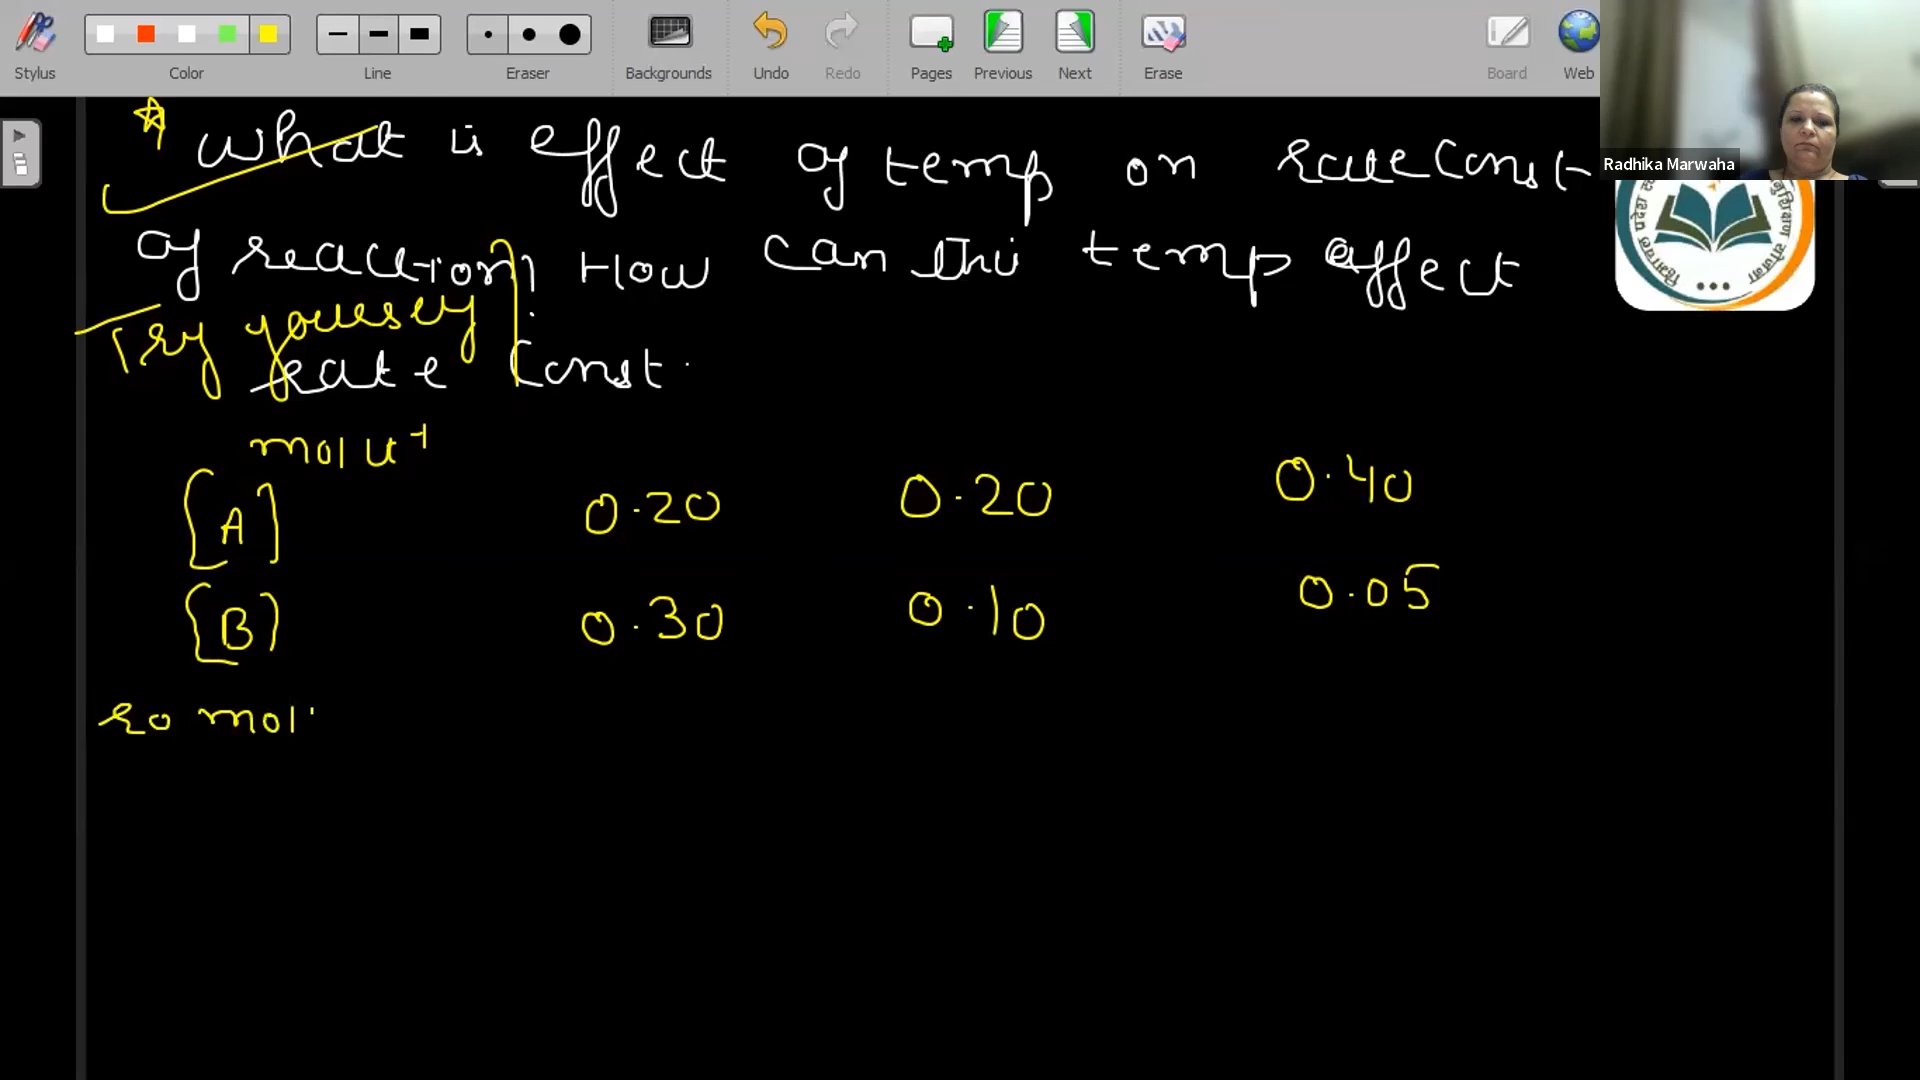 Stylus Color Line Eraser Backgrounds Undo Redo Pages Previous Next Erase Board Web
Radhika Marwaha
What is effect of temp on rate Const
of reaction? How can this temp affect
Try yourself
rate Const.
mol L-1
[A] 0.20 0.20 0.40
[B] 0.30 0.10 0.05
r0 mol